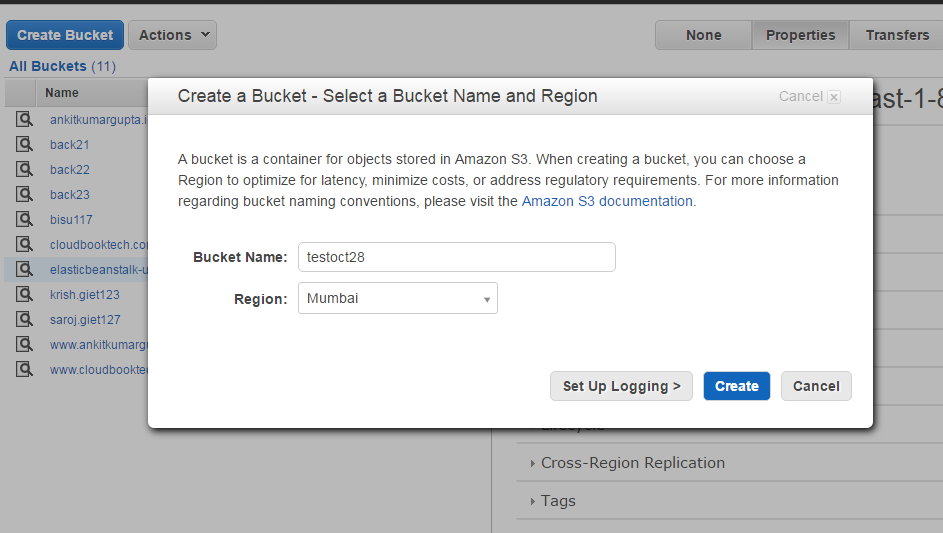 Create Bucket
Actions
None
Properties
Transfers
All Buckets (11)
Name
ankitkumargupta.i
back21
back22
back23
bisu117
cloudbooktech.co
elasticbeanstalk-u
krish.giet123
saroj.giet127
www.ankitkumarg
www.cloudbookte
ast-1-8
Create a Bucket - Select a Bucket Name and Region
Cancel
A bucket is a container for objects stored in Amazon S3. When creating a bucket, you can choose a
Region to optimize for latency, minimize costs, or address regulatory requirements. For more information
regarding bucket naming conventions, please visit the Amazon S3 documentation.
Bucket Name:
testoct28
Region:
Mumbai
Set Up Logging >
Create
Cancel
Lifecycle
Cross-Region Replication
Tags